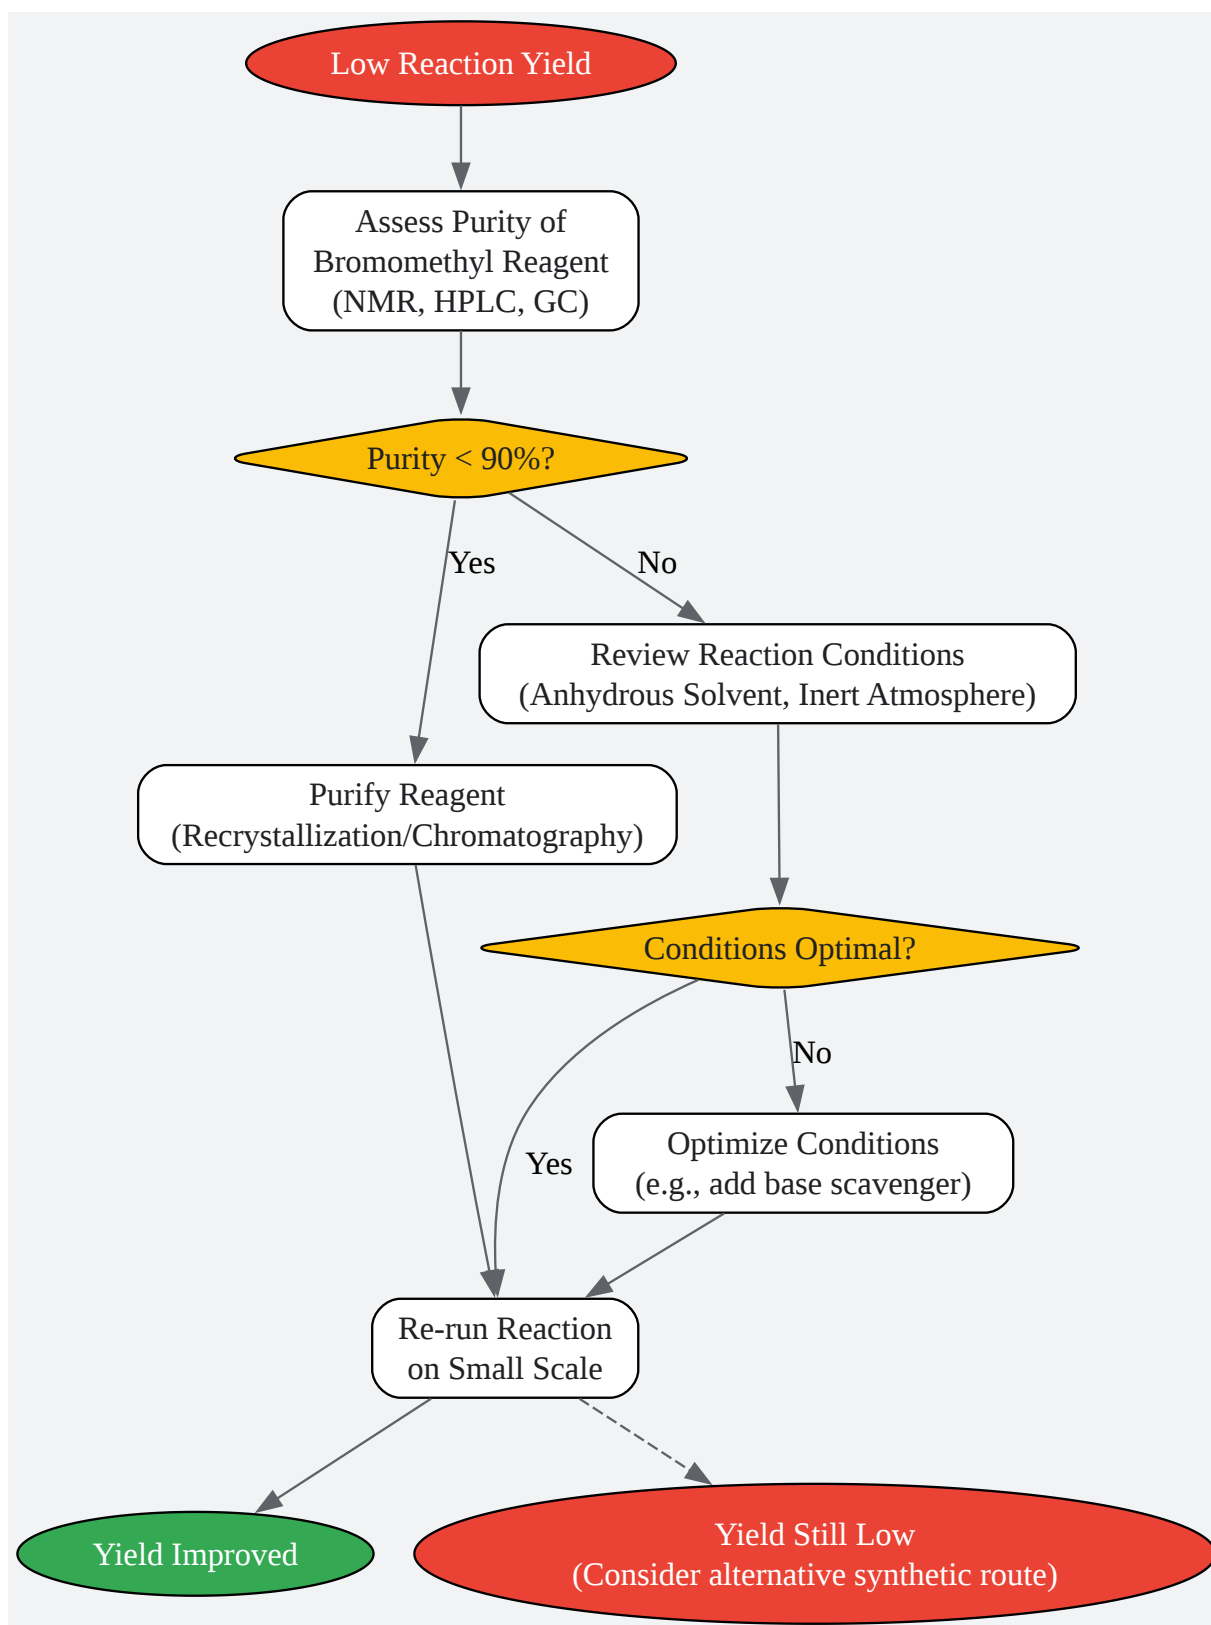 Low Reaction Yield
Assess Purity of
Bromomethyl Reagent
(NMR, HPLC, GC)
Purity < 90%?
Yes
No
Review Reaction Conditions
(Anhydrous Solvent, Inert Atmosphere)
Purify Reagent
(Recrystallization/Chromatography)
Conditions Optimal?
No
Optimize Conditions
(e.g., add base scavenger)
Yes
Re-run Reaction
on Small Scale
Yield Improved
Yield Still Low
(Consider alternative synthetic route)